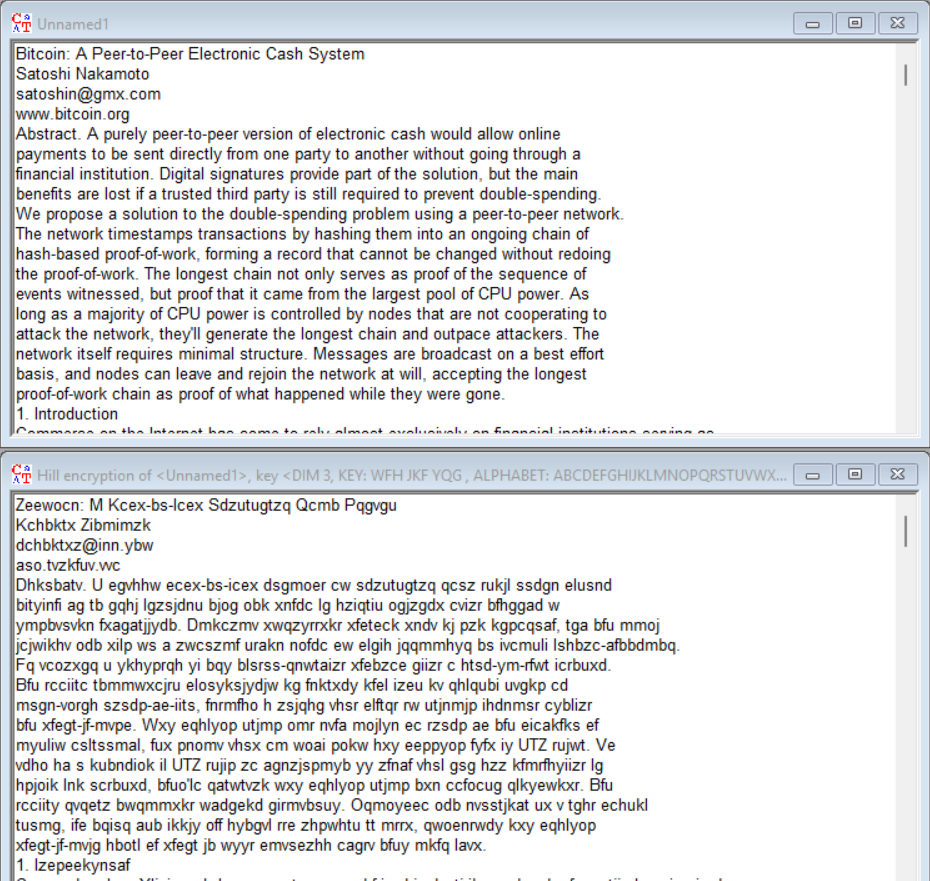 Unnamed1
Bitcoin: A Peer-to-Peer Electronic Cash System
Satoshi Nakamoto
satoshin@gmx.com
www.bitcoin.org
Abstract. A purely peer-to-peer version of electronic cash would allow online
payments to be sent directly from one party to another without going through a
financial institution. Digital signatures provide part of the solution, but the main
benefits are lost if a trusted third party is still required to prevent double-spending.
We propose a solution to the double-spending problem using a peer-to-peer network.
The network timestamps transactions by hashing them into an ongoing chain of
hash-based proof-of-work, forming a record that cannot be changed without redoing
the proof-of-work. The longest chain not only serves as proof of the sequence of
events witnessed, but proof that it came from the largest pool of CPU power. As
long as a majority of CPU power is controlled by nodes that are not cooperating to
attack the network, they'll generate the longest chain and outpace attackers. The
network itself requires minimal structure. Messages are broadcast on a best effort
basis, and nodes can leave and rejoin the network at will, accepting the longest
proof-of-work chain as proof of what happened while they were gone.
1. Introduction
Commerce on the Internet has come to rely almost exclusively on financial institutions serving as
Hill encryption of <Unnamed1>, key <DIM 3, KEY: WFH JKF YQG , ALPHABET: ABCDEFGHIJKLMNOPQRSTUVWX...
Zeewocn: M Kcex-bs-lcex Sdzutugtzq Qcmb Pqgvgu
Kchbktx Zibmimzk
dchbktxz@inn.ybw
aso.tvzkfuv.vvc
Dhksbatv. U egvhhw ecex-bs-icex dsgmoer cw sdzutugtzq qcsz rukjl ssdgn elusnd
bityinfi ag tb gqhj lgzsjdnu bjog obk xnfdc lg hziqtiu ogjzgdx cvizr bfhggad w
ympbvsvkn fxagatjjydb. Dmkczmv xwqzyrrxkr xfeteck xndv kj pzk kgpcqsaf, tga bfu mmoj
jcjwikhv odb xilp ws a zwcszmf urakn nofdc ew elgih jqqmmhyq bs ivcmuli lshbzc-afbbdmbq.
Fq vcozxgq u ykhyprqh yi bqy blsrss-qnwtaizr xfebzce giizr c htsd-ym-rfwt icrbuxd.
Bfu rcciitc tbmmwxcjru elosyksjydjw kg fnktxdy kfel izeu kv qhlqubi uvgkp cd
msgn-vorgh szsdp-ae-iits, fnrmfho h zsjqhg vhsr elftqr rw utjnmjp ihdnmsr cyblizr
bfu xfegt-jf-mvpe. Wxy eqhlyop utjmp omr nvfa mojlyn ec rzsdp ae bfu eicakfks ef
myuliw csltssmal, fux pnomv vhsx cm woai pokw hxy eeppyop fyfx iy UTZ rujwt. Ve
vdho ha s kubndiok il UTZ rujip zc agnzjspmyb yy zfnaf vhsl gsg hzz kfmrfhyiizr lg
hpjoik lnk scrbuxd, bfuo'lc qatwtvzk wxy eqhlyop utjmp bxn ccfocug qlkyewkxr. Bfu
rcciity qvqetz bwqmmxkr wadgekd girmvbsuy. Oqmoyeec odb nvsstjkat ux v tghr echukl
tusmg, ife bqisq aub ikkjy off hybgvl rre zhpwhtu tt mrrx, qwoenrwdy kxy eqhlyop
xfegt-jf-mvjg hbotl ef xfegt jb wyyr emvsezhh cagrv bfuy mkfq lavx.
1. Izepeekynsaf